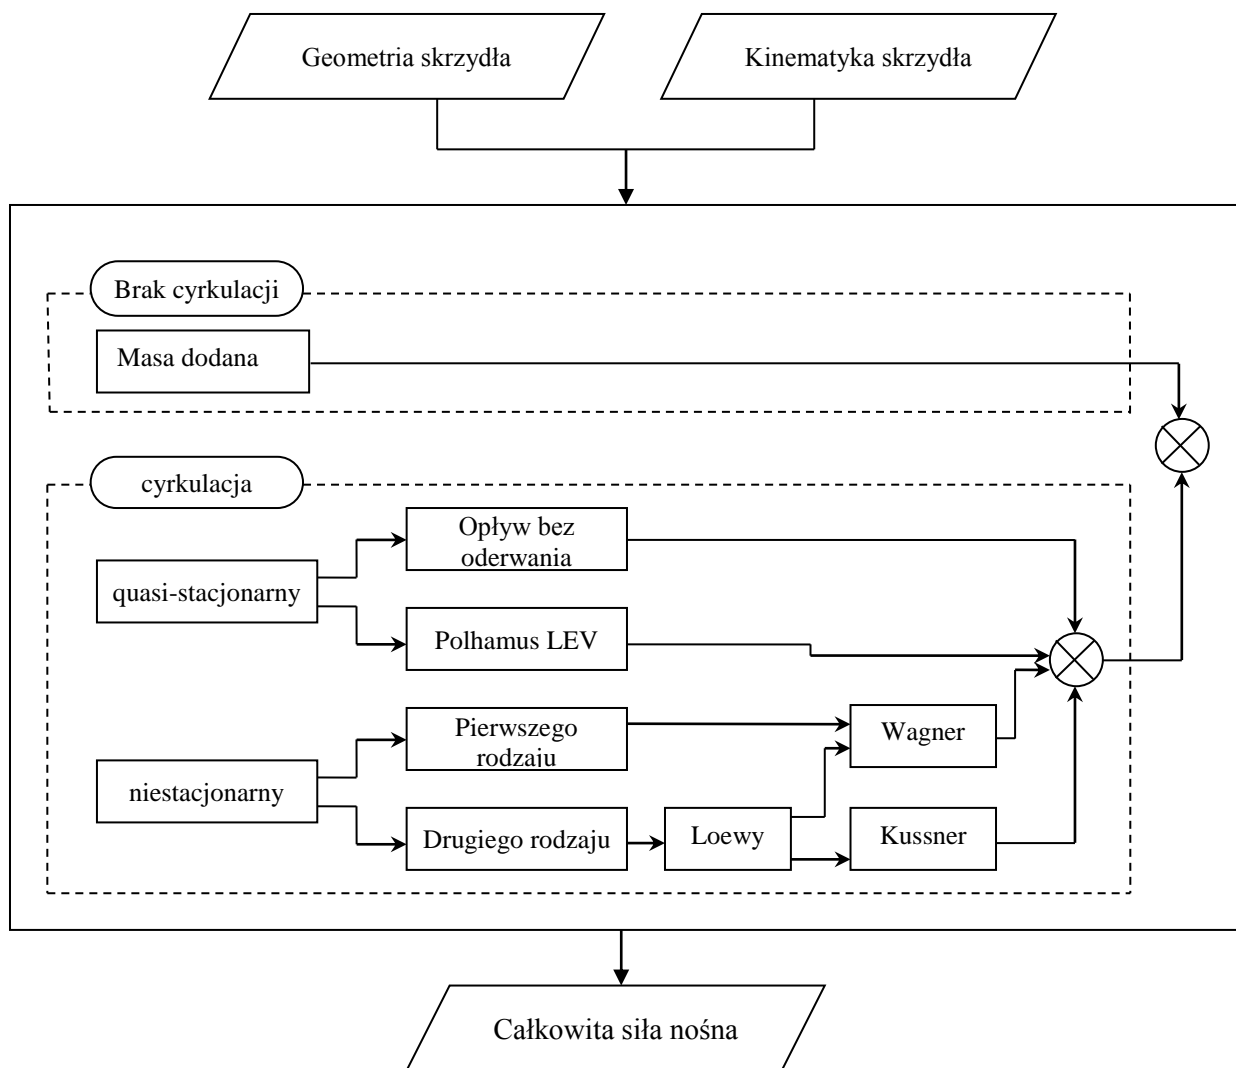 Geometria skrzydła
Kinematyka skrzydła
Brak cyrkulacji
Masa dodana
cyrkulacja
Opływ bez
oderwania
quasi-stacjonarny
Polhamus LEV
Pierwszego
rodzaju
Wagner
niestacjonarny
Drugiego rodzaju
Loewy
Kussner
Całkowita siła nośna